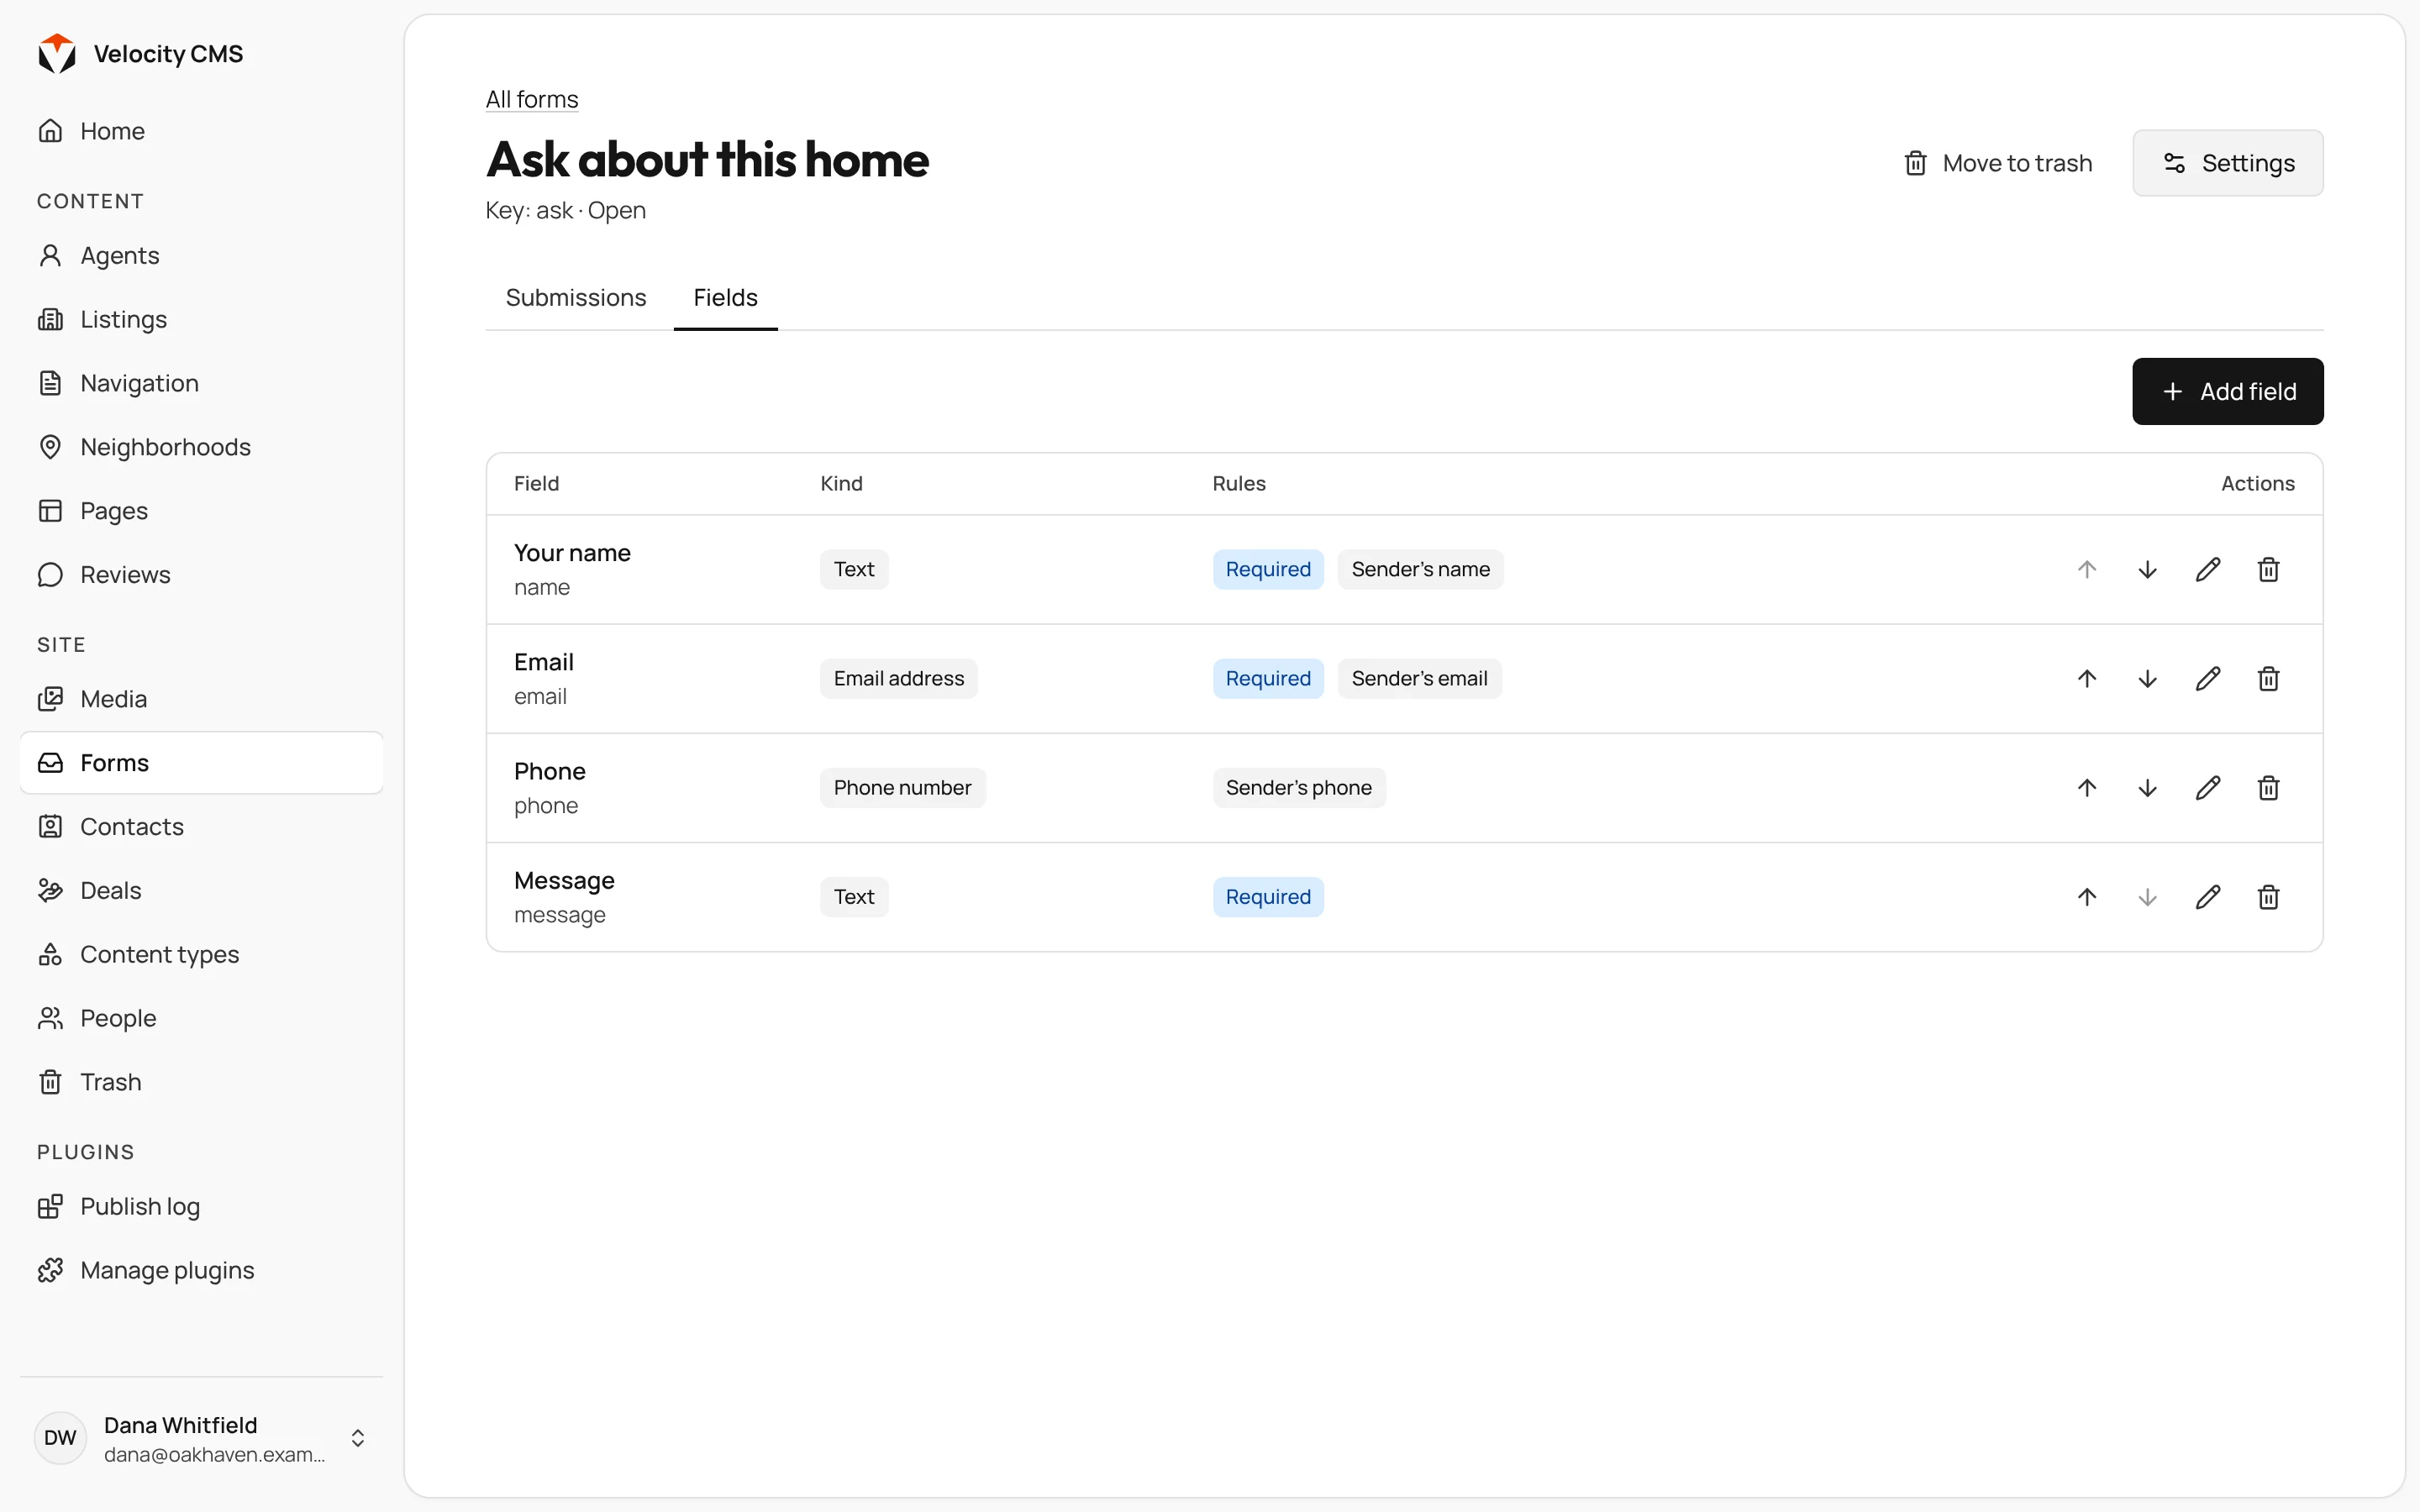 Velocity CMS
Home
CONTENT
Agents
Listings
Navigation
Neighborhoods
Pages
Reviews
SITE
Media
Forms
Contacts
Deals
Content types
People
Trash
PLUGINS
Publish log
Manage plugins
DW
Dana Whitfield
dana@oakhaven.exam…
All forms
Ask about this home
Key: ask · Open
Move to trash
Settings
Submissions
Fields
Add field
Field Kind Rules Actions
Your name
name
Text
Required
Sender’s name
Email
email
Email address
Required
Sender’s email
Phone
phone
Phone number
Sender’s phone
Message
message
Text
Required